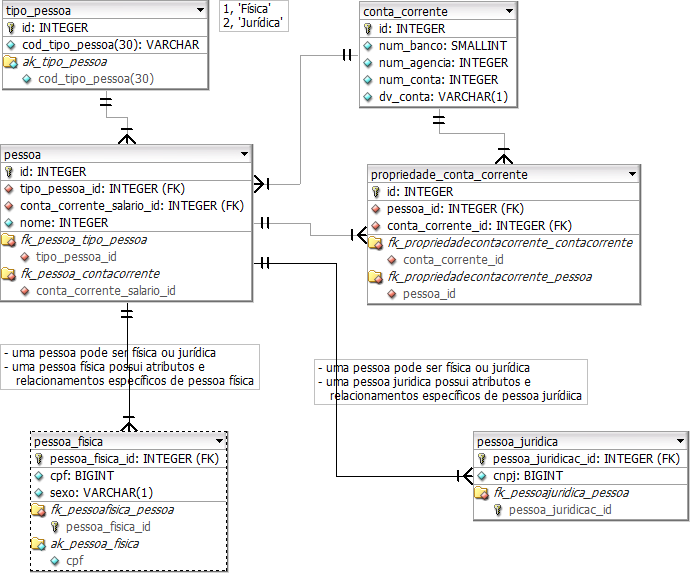 tipo_pessoa
id: INTEGER
cod_tipo_pessoa(30): VARCHAR
ak_tipo_pessoa
cod_tipo_pessoa(30)
1, 'Física'
2, 'Jurídica'
conta_corrente
id: INTEGER
num_banco: SMALLINT
num_agencia: INTEGER
num_conta: INTEGER
dv_conta: VARCHAR(1)
pessoa
id: INTEGER
tipo_pessoa_id: INTEGER (FK)
conta_corrente_salario_id: INTEGER (FK)
nome: INTEGER
fk_pessoa_tipo_pessoa
tipo_pessoa_id
fk_pessoa_contacorrente
conta_corrente_salario_id
propriedade_conta_corrente
id: INTEGER
pessoa_id: INTEGER (FK)
conta_corrente_id: INTEGER (FK)
fk_propriedadecontacorrente_contacorrente
conta_corrente_id
fk_propriedadecontacorrente_pessoa
pessoa_id
- uma pessoa pode ser física ou jurídica
- uma pessoa física possui atributos e
relacionamentos específicos de pessoa física
- uma pessoa pode ser física ou jurídica
- uma pessoa juridica possui atributos e
relacionamentos específicos de pessoa jurídiica
pessoa_fisica
pessoa_fisica_id: INTEGER (FK)
cpf: BIGINT
sexo: VARCHAR(1)
fk_pessoafisica_pessoa
pessoa_fisica_id
ak_pessoa_fisica
cpf
pessoa_juridica
pessoa_juridicac_id: INTEGER (FK)
cnpj: BIGINT
fk_pessoajuridica_pessoa
pessoa_juridicac_id